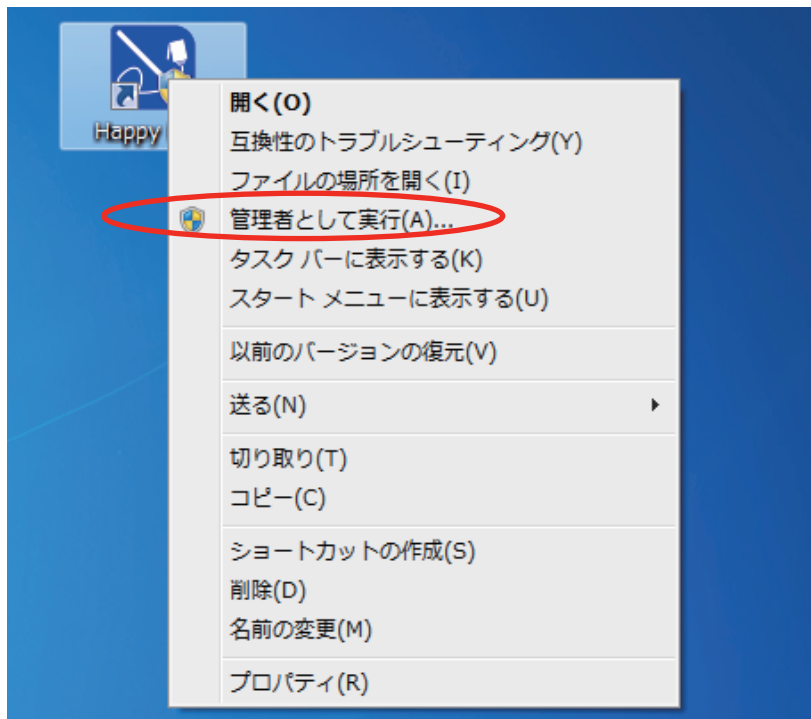 Happy
開く(O)
互換性のトラブルシューティング(Y)
ファイルの場所を開く(I)
管理者として実行(A)...
タスク バーに表示する(K)
スタート メニューに表示する(U)
以前のバージョンの復元(V)
送る(N)
切り取り(T)
コピー(C)
ショートカットの作成(S)
削除(D)
名前の変更(M)
プロパティ(R)